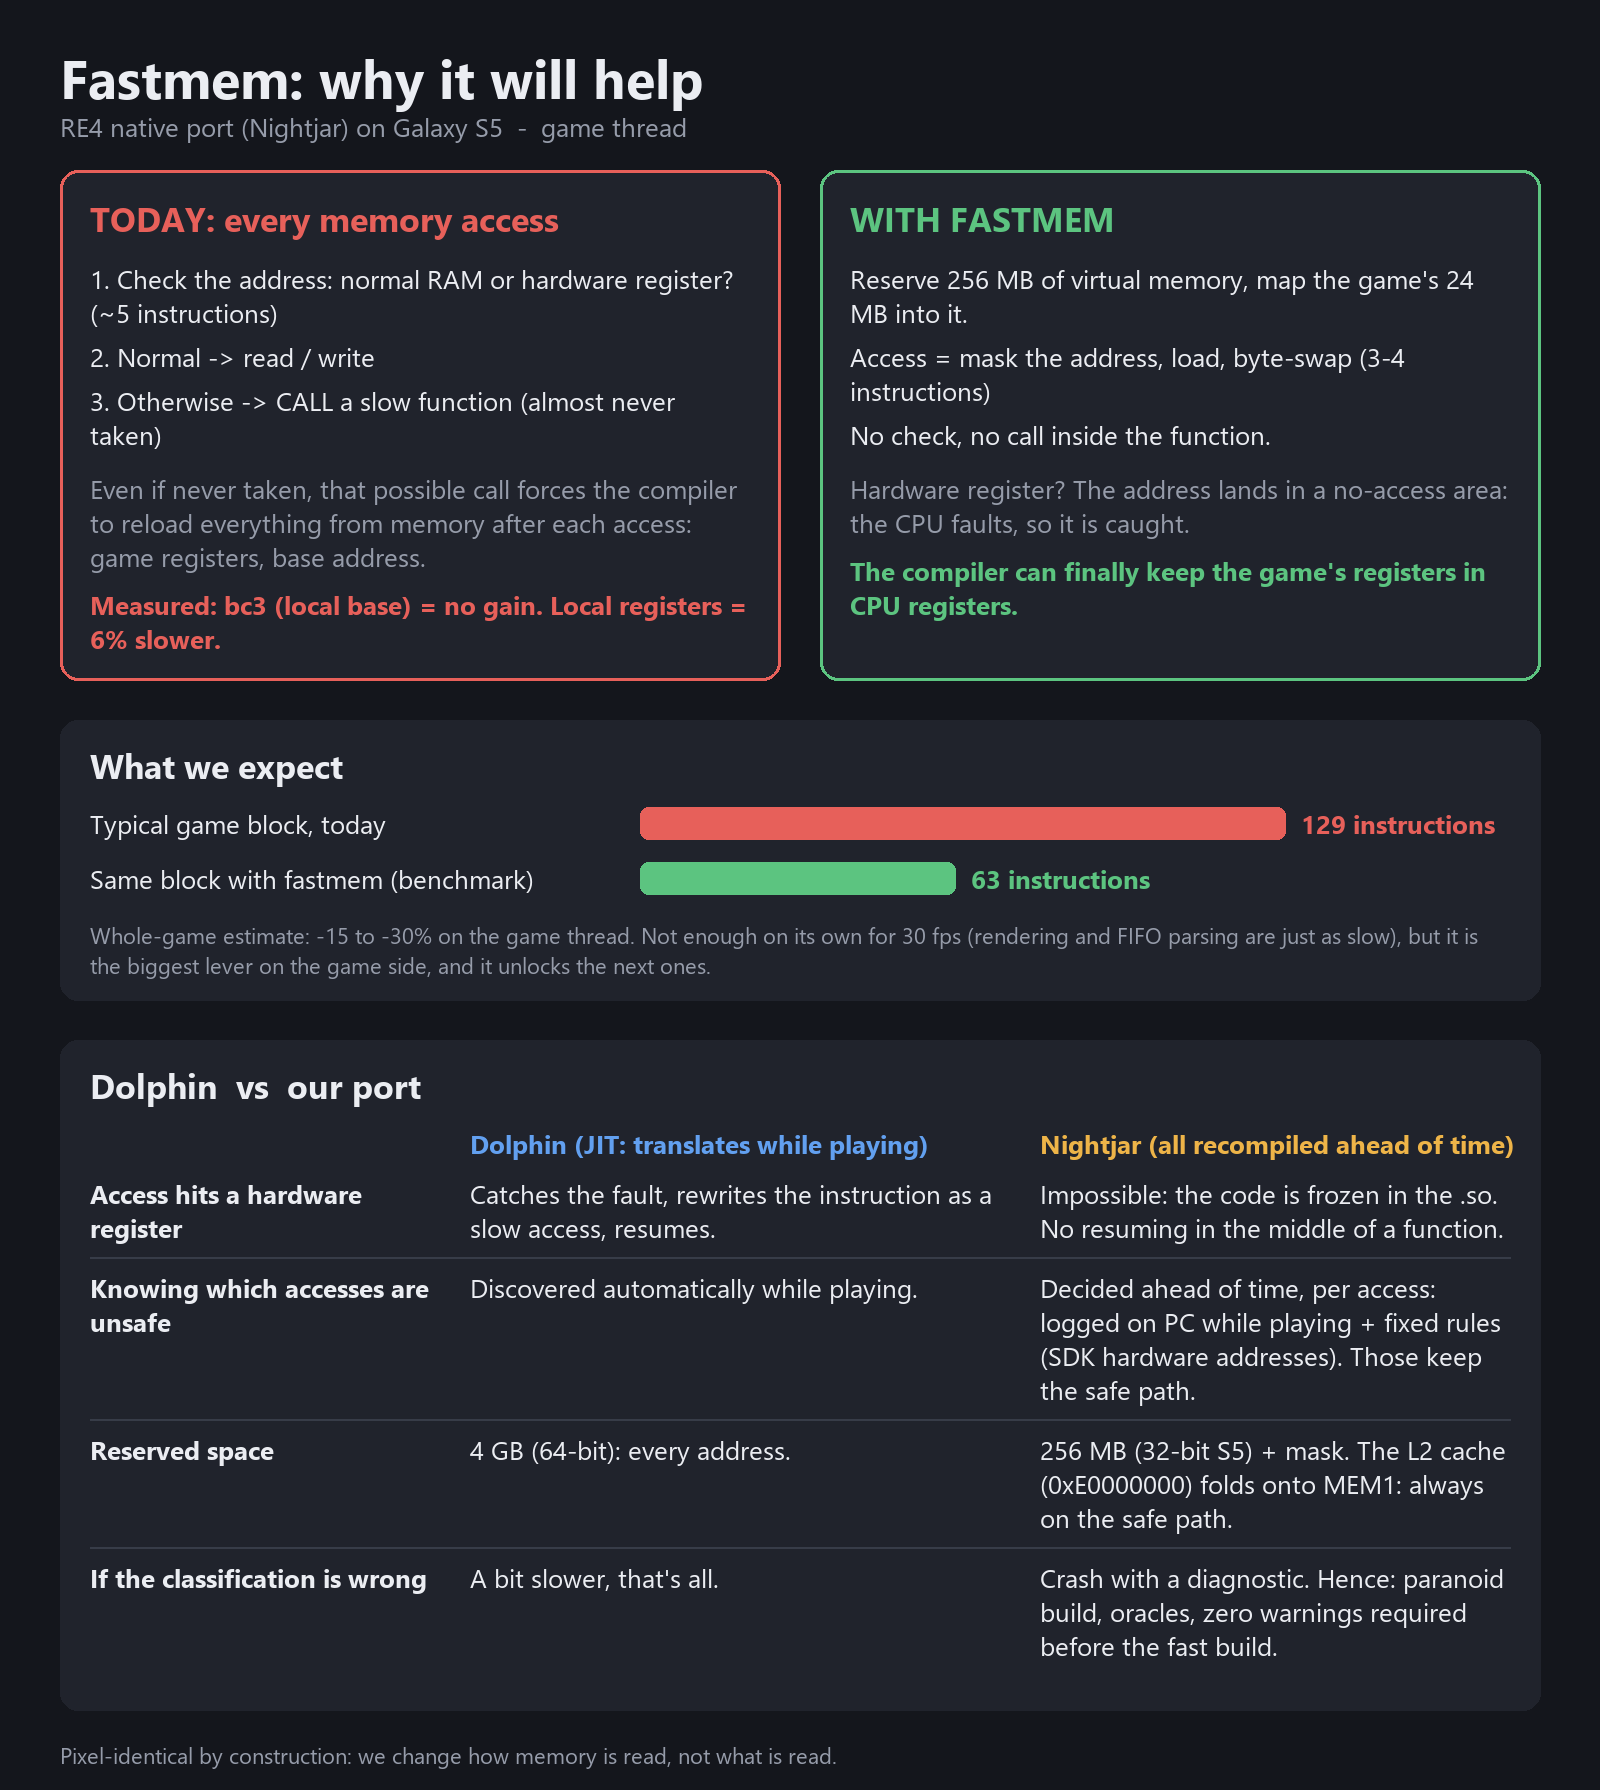 Fastmem: why it will help
RE4 native port (Nightjar) on Galaxy S5 - game thread
TODAY: every memory access
1. Check the address: normal RAM or hardware register?
(~5 instructions)
2. Normal -> read / write
3. Otherwise -> CALL a slow function (almost never
taken)
Even if never taken, that possible call forces the compiler
to reload everything from memory after each access:
game registers, base address.
Measured: bc3 (local base) = no gain. Local registers =
6% slower.
WITH FASTMEM
Reserve 256 MB of virtual memory, map the game's 24
MB into it.
Access = mask the address, load, byte-swap (3-4
instructions)
No check, no call inside the function.
Hardware register? The address lands in a no-access area:
the CPU faults, so it is caught.
The compiler can finally keep the game's registers in
CPU registers.
What we expect
Typical game block, today
129 instructions
Same block with fastmem (benchmark)
63 instructions
Whole-game estimate: -15 to -30% on the game thread. Not enough on its own for 30 fps (rendering and FIFO parsing are just as slow), but it is
the biggest lever on the game side, and it unlocks the next ones.
Dolphin vs our port
Dolphin (JIT: translates while playing)
Nightjar (all recompiled ahead of time)
Access hits a hardware
register
Catches the fault, rewrites the instruction as a
slow access, resumes.
Impossible: the code is frozen in the .so.
No resuming in the middle of a function.
Knowing which accesses are
unsafe
Discovered automatically while playing.
Decided ahead of time, per access:
logged on PC while playing + fixed rules
(SDK hardware addresses). Those keep
the safe path.
Reserved space
4 GB (64-bit): every address.
256 MB (32-bit S5) + mask. The L2 cache
(0xE0000000) folds onto MEM1: always
on the safe path.
If the classification is wrong
A bit slower, that's all.
Crash with a diagnostic. Hence: paranoid
build, oracles, zero warnings required
before the fast build.
Pixel-identical by construction: we change how memory is read, not what is read.